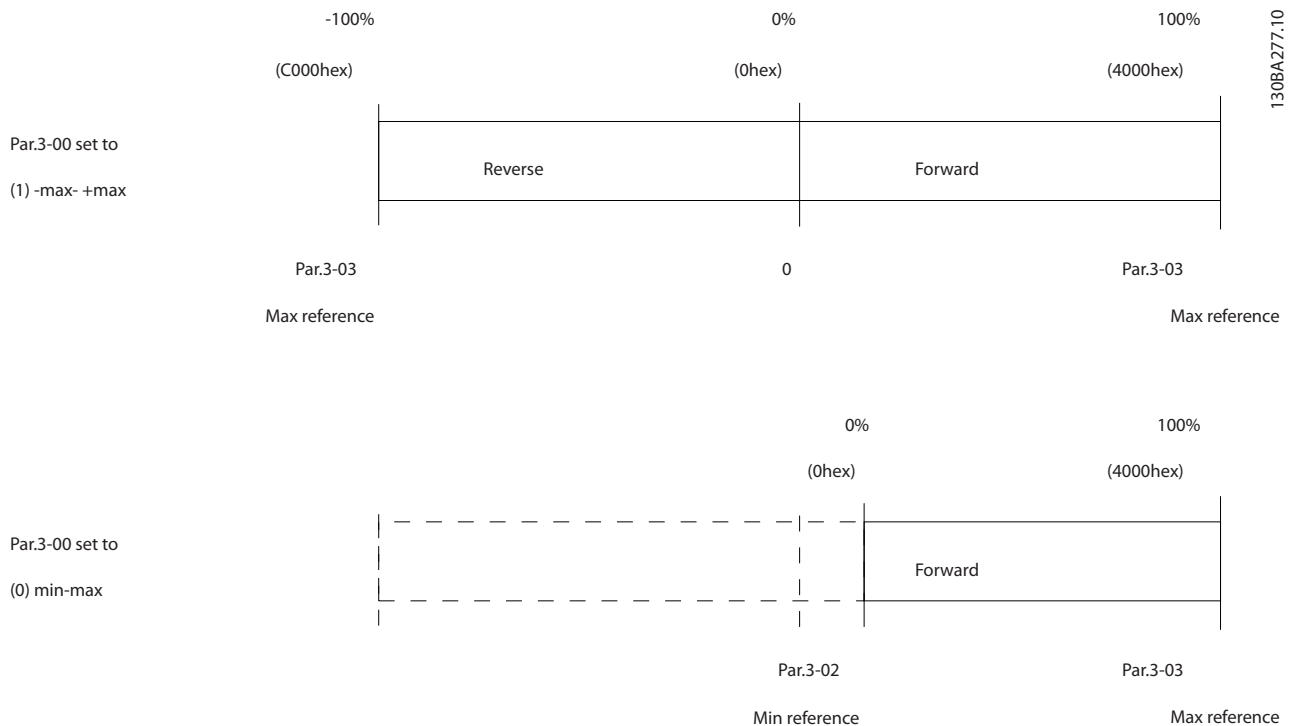 -100% 0% 100%
(C000hex) (0hex) (4000hex)
130BA277.10
Par.3-00 set to
(1) -max- +max
Reverse Forward
Par.3-03 0 Par.3-03
Max reference Max reference
0% 100%
(0hex) (4000hex)
Par.3-00 set to
(0) min-max
Forward
Par.3-02 Par.3-03
Min reference Max reference